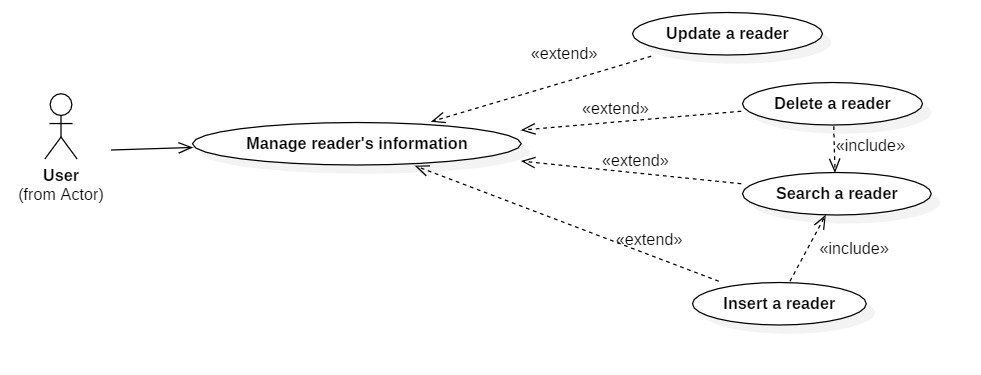 Update a reader
«extend»
Delete a reader
«extend»
Manage reader's information
«include»
«extend»
User
(from Actor)
Search a reader
«extend»
«include»
Insert a reader